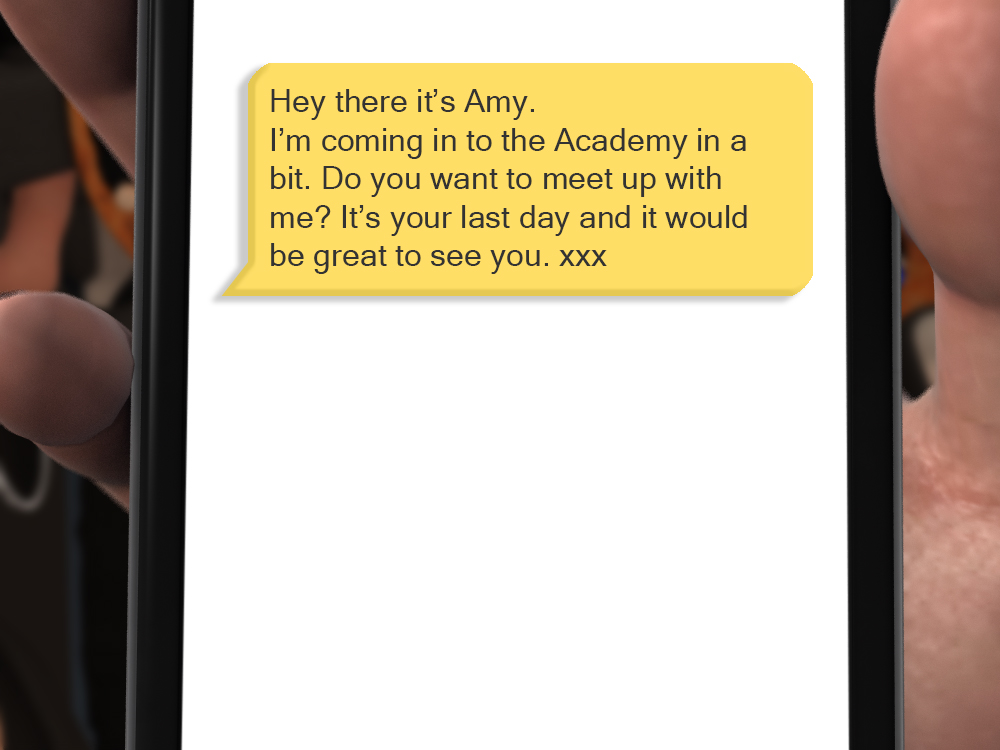 Hey there it’s Amy.
I’m coming in to the Academy in a
bit. Do you want to meet up with
me? It’s your last day and it would
be great to see you. xxx